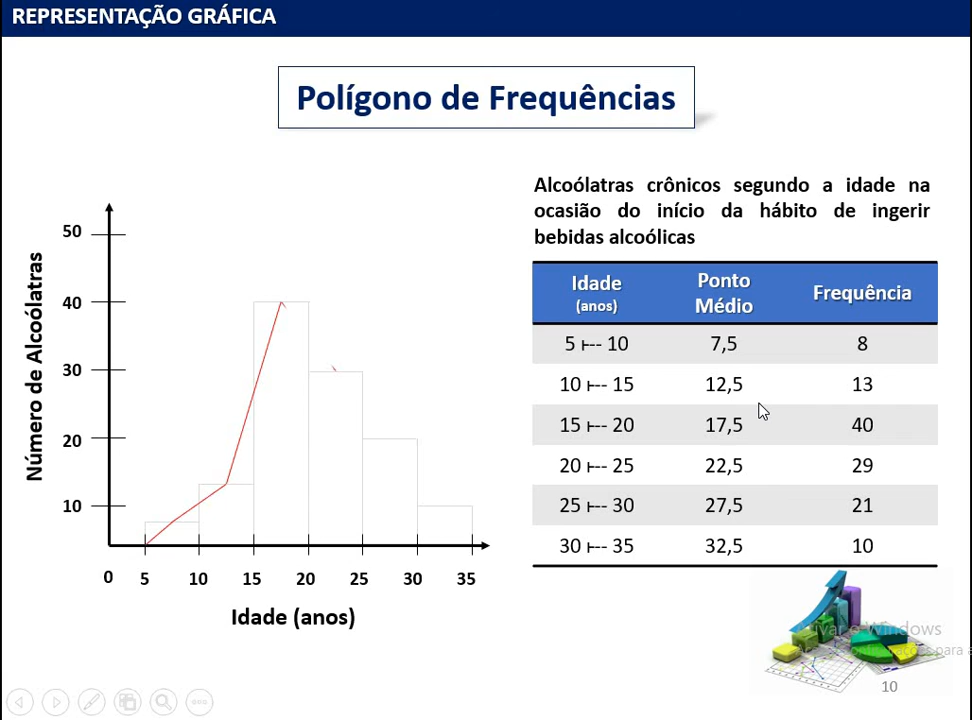 REPRESENTAÇÃO GRÁFICA
Polígono de Frequências
Alcoólatras crônicos segundo a idade na
ocasião do início da hábito de ingerir
bebidas alcoólicas
Número de Alcoólatras
50
40
30
20
10
0 5 10 15 20 25 30 35
Idade (anos)
Idade
(anos)
Ponto
Médio
Frequência
5 ⊢-- 10 7,5 8
10 ⊢-- 15 12,5 13
15 ⊢-- 20 17,5 40
20 ⊢-- 25 22,5 29
25 ⊢-- 30 27,5 21
30 ⊢-- 35 32,5 10
Windows
para
10